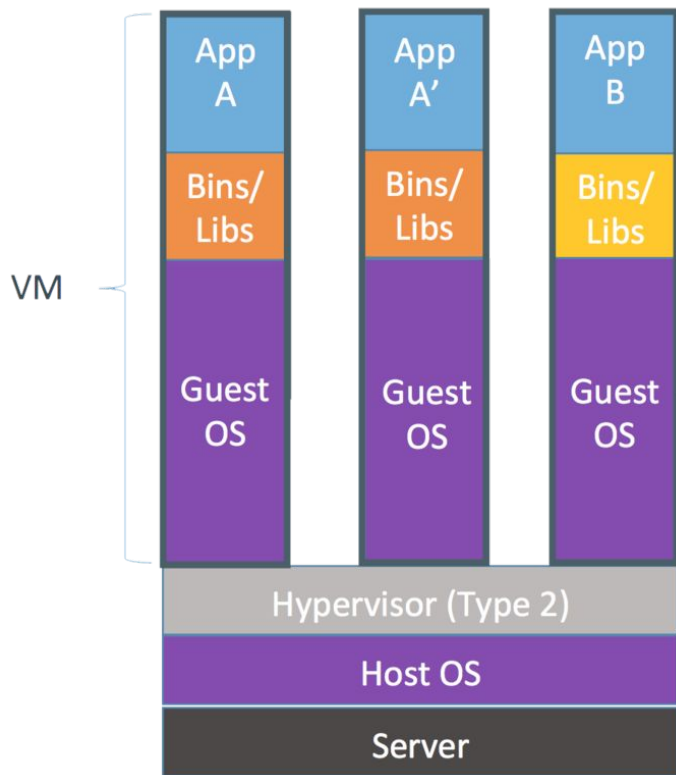 App
A
App
A’
App
B
Bins/
Libs
Bins/
Libs
Bins/
Libs
VM
Guest
OS
Guest
OS
Guest
OS
Hypervisor (Type 2)
Host OS
Server